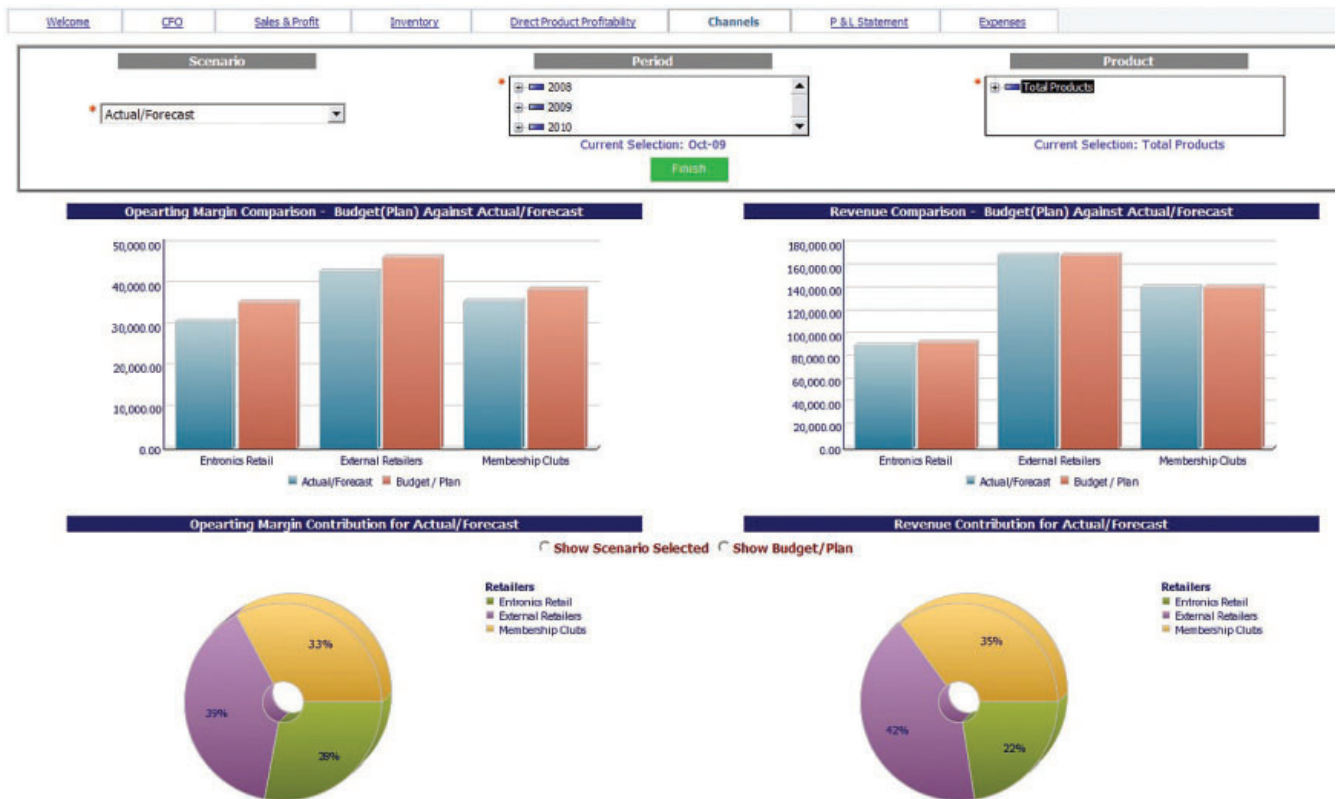 Welcome CFO Sales & Profit Inventory Direct Product Profitability Channels P & L Statement Expenses
Scenario Period Product
* Actual/Forecast
* 2008
2009
2010
* Total Products
Current Selection: Oct-09
Current Selection: Total Products
Finish
Opearting Margin Comparison - Budget(Plan) Against Actual/Forecast
50,000.00
40,000.00
30,000.00
20,000.00
10,000.00
0.00
Entronics Retail External Retailers Membership Clubs
Actual/Forecast Budget / Plan
Revenue Comparison - Budget(Plan) Against Actual/Forecast
180,000.00
160,000.00
140,000.00
120,000.00
100,000.00
80,000.00
60,000.00
40,000.00
20,000.00
0.00
Entronics Retail External Retailers Membership Clubs
Actual/Forecast Budget / Plan
Opearting Margin Contribution for Actual/Forecast
Revenue Contribution for Actual/Forecast
Show Scenario Selected Show Budget/Plan
Retailers
Entronics Retail
External Retailers
Membership Clubs
33%
39%
28%
Retailers
Entronics Retail
External Retailers
Membership Clubs
35%
42%
22%